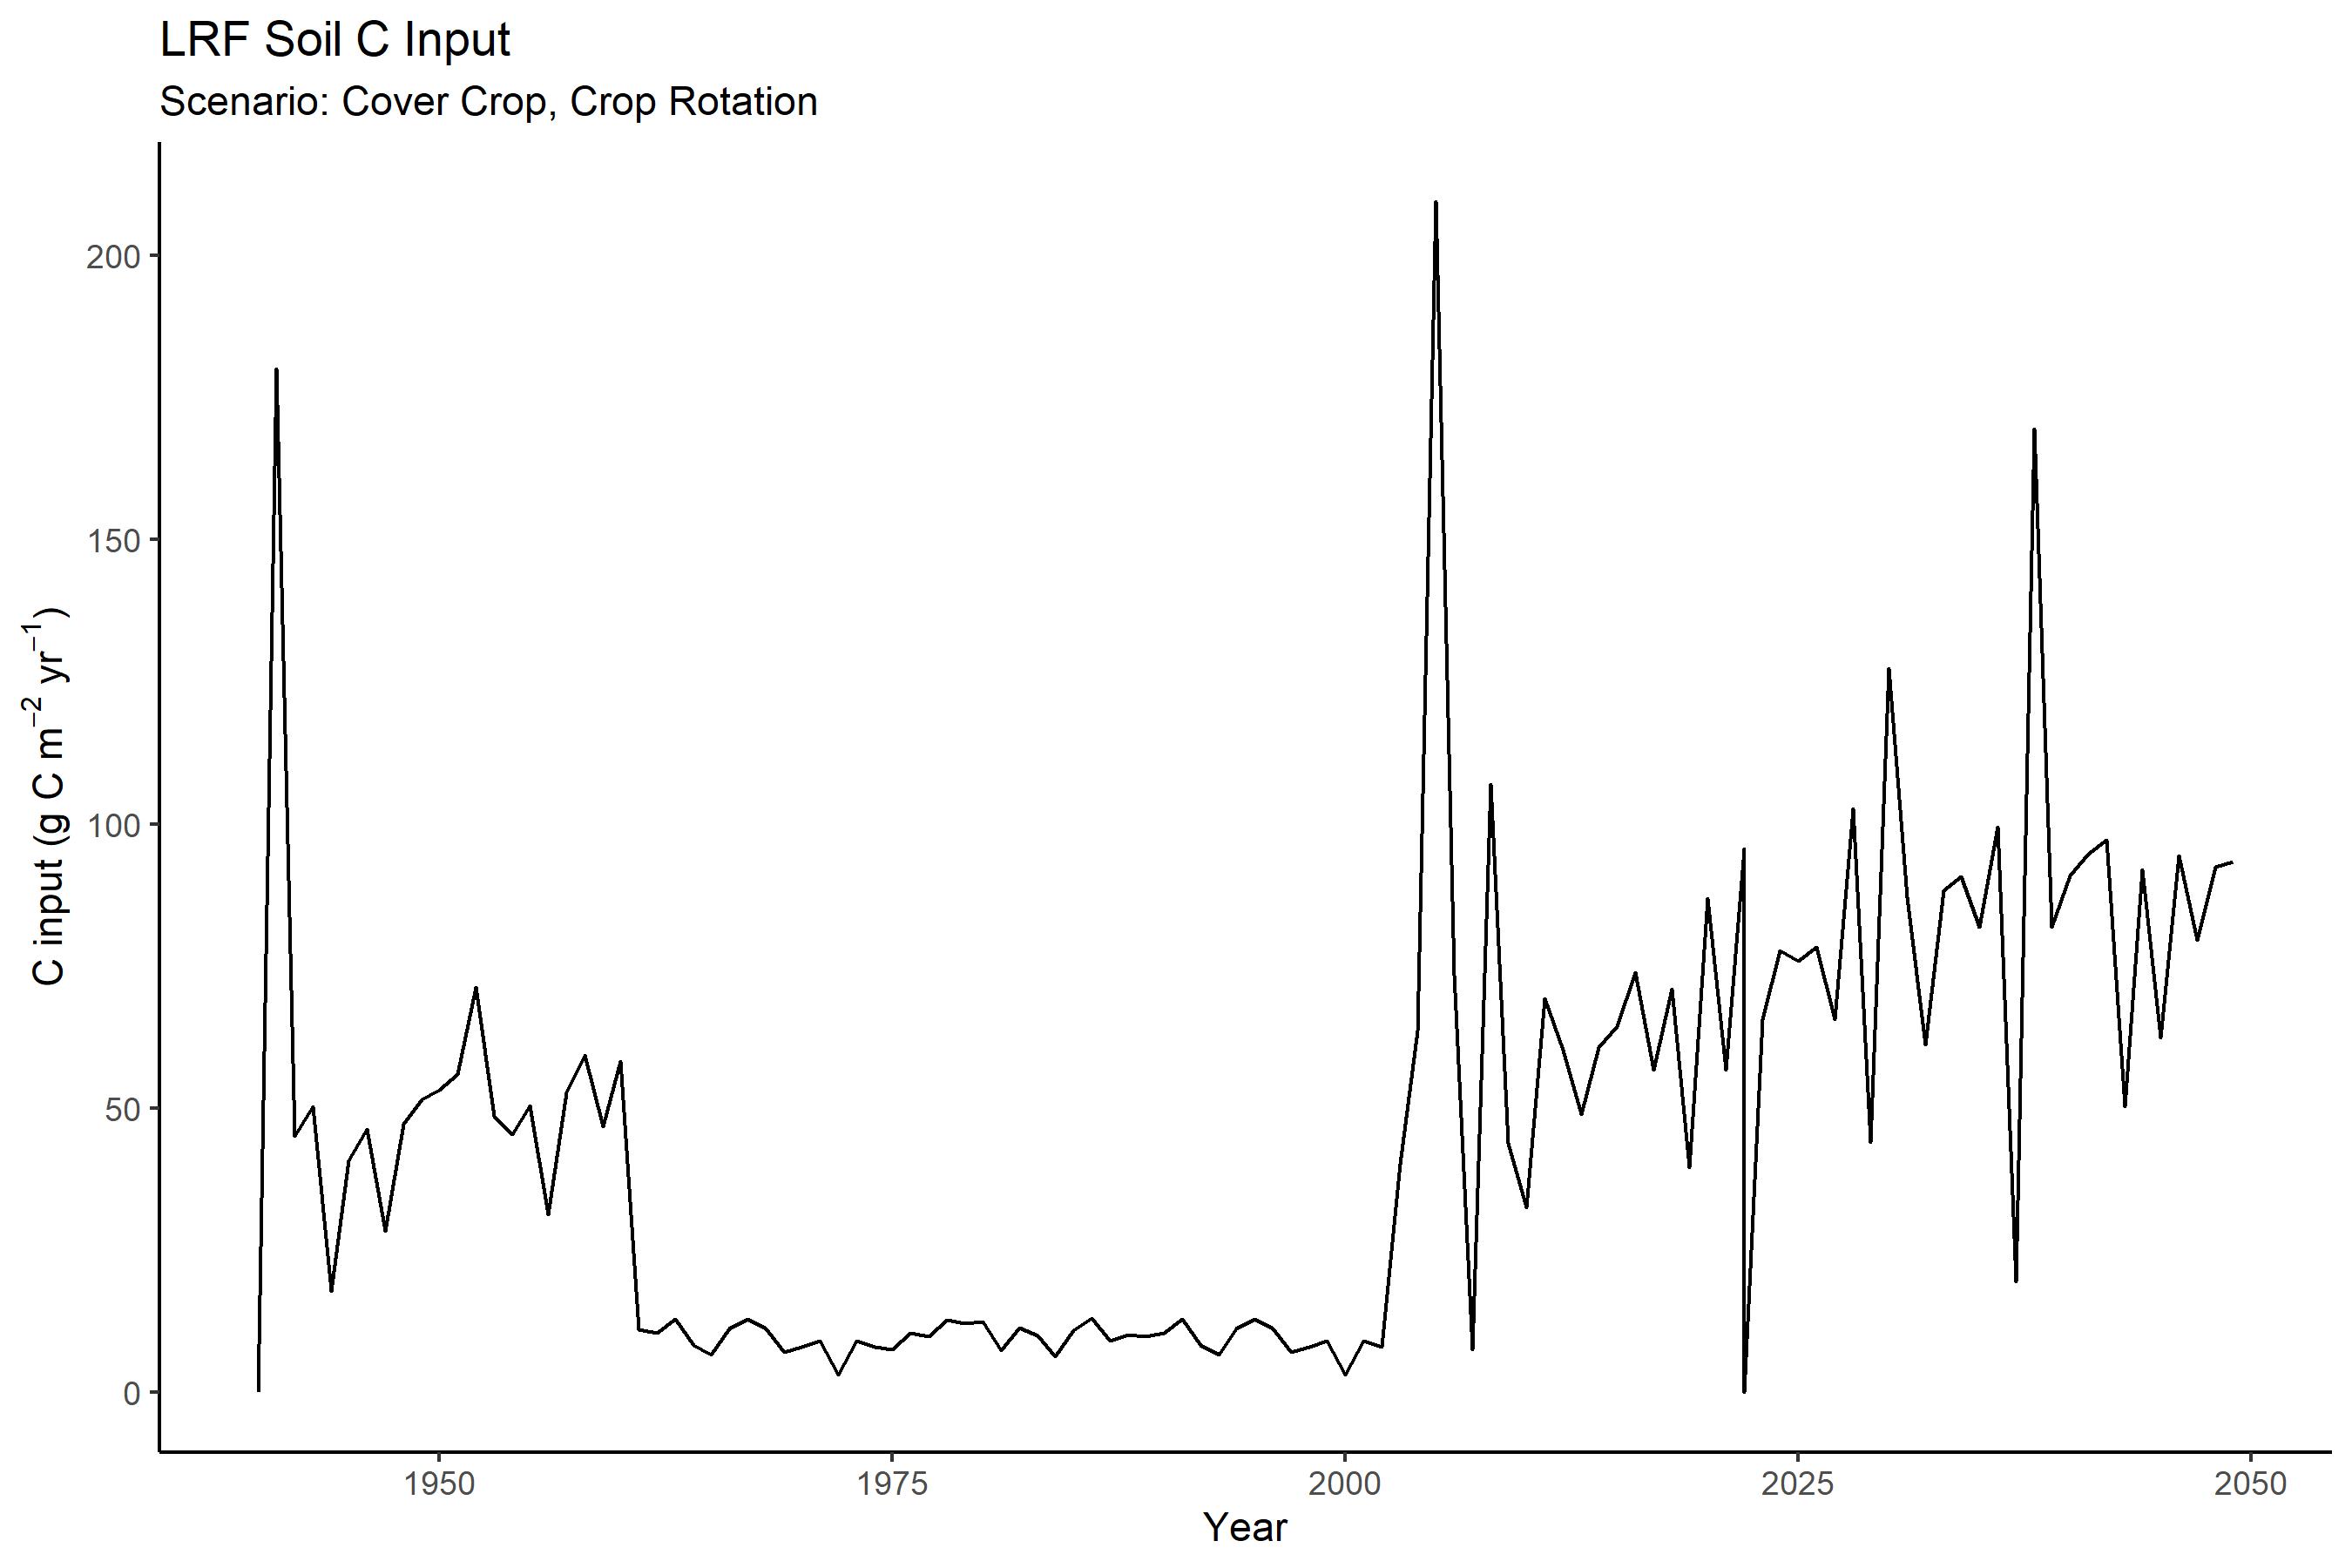 LRF Soil C Input
Scenario: Cover Crop, Crop Rotation
C input (g C m⁻² yr⁻¹)
200
150
100
50
0
1950 1975 2000 2025 2050
Year